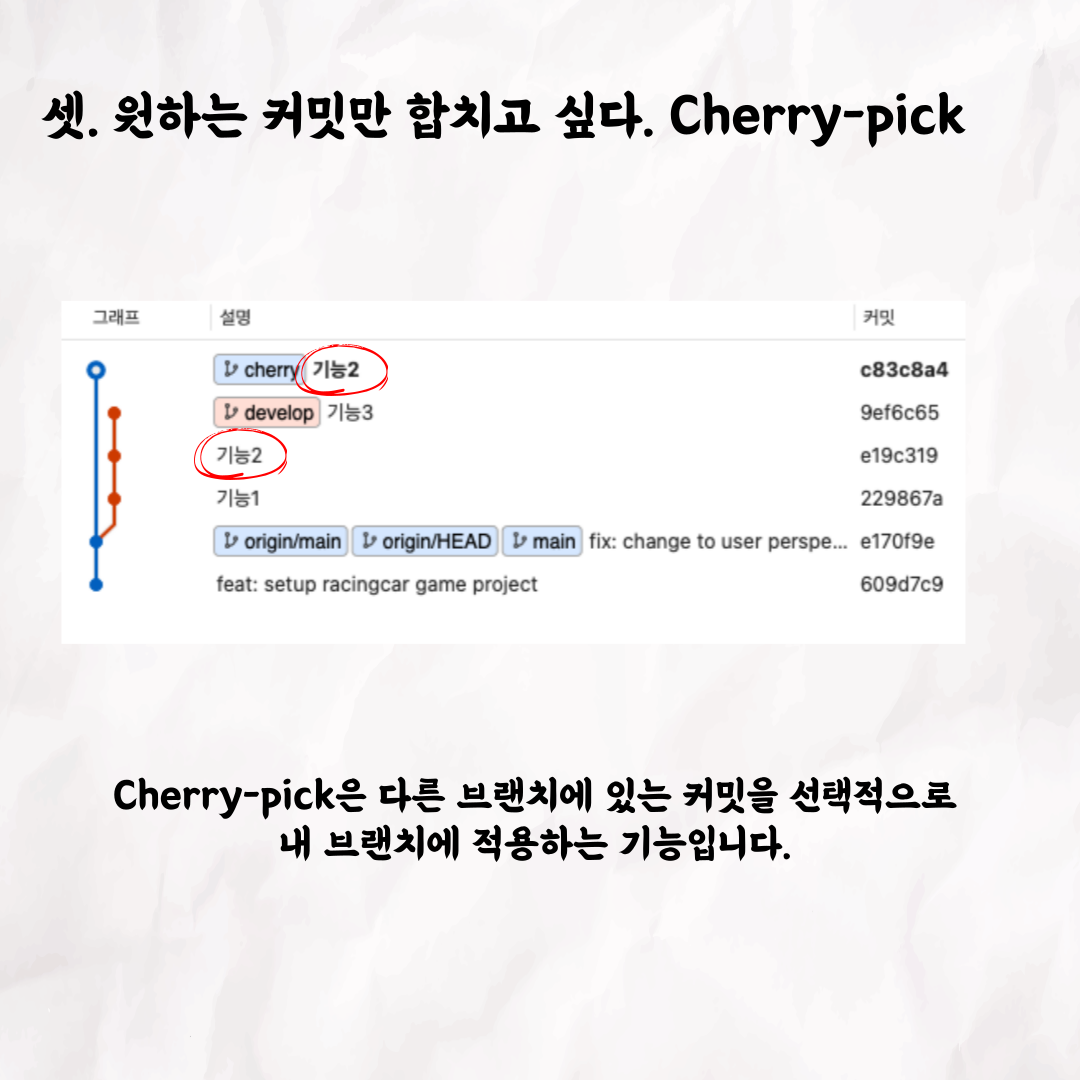 셋. 원하는 커밋만 합치고 싶다. Cherry-pick
그래프 설명 커밋
cherry 기능2 c83c8a4
develop 기능3 9ef6c65
기능2 e19c319
기능1 229867a
origin/main origin/HEAD main fix: change to user perspe... e170f9e
feat: setup racingcar game project 609d7c9
Cherry-pick은 다른 브랜치에 있는 커밋을 선택적으로
내 브랜치에 적용하는 기능입니다.